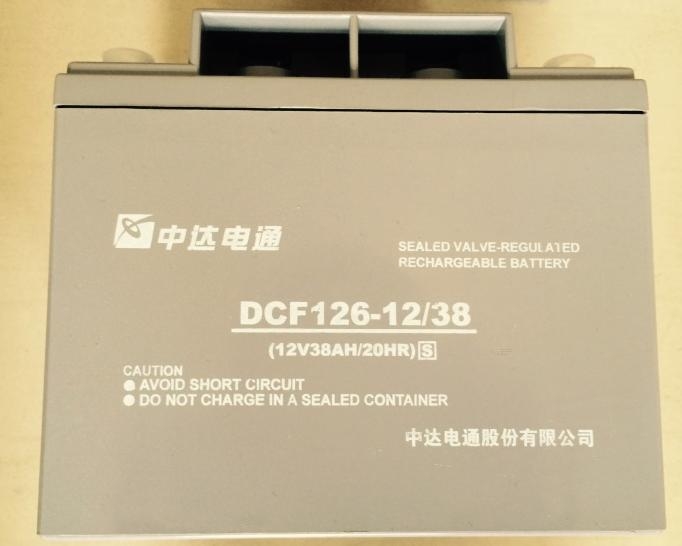 中达电通
SEALED VALVE-REGULATED
RECHARGEABLE BATTERY
DCF126-12/38
(12V38AH/20HR) S
CAUTION
● AVOID SHORT CIRCUIT
● DO NOT CHARGE IN A SEALED CONTAINER
中达电通股份有限公司